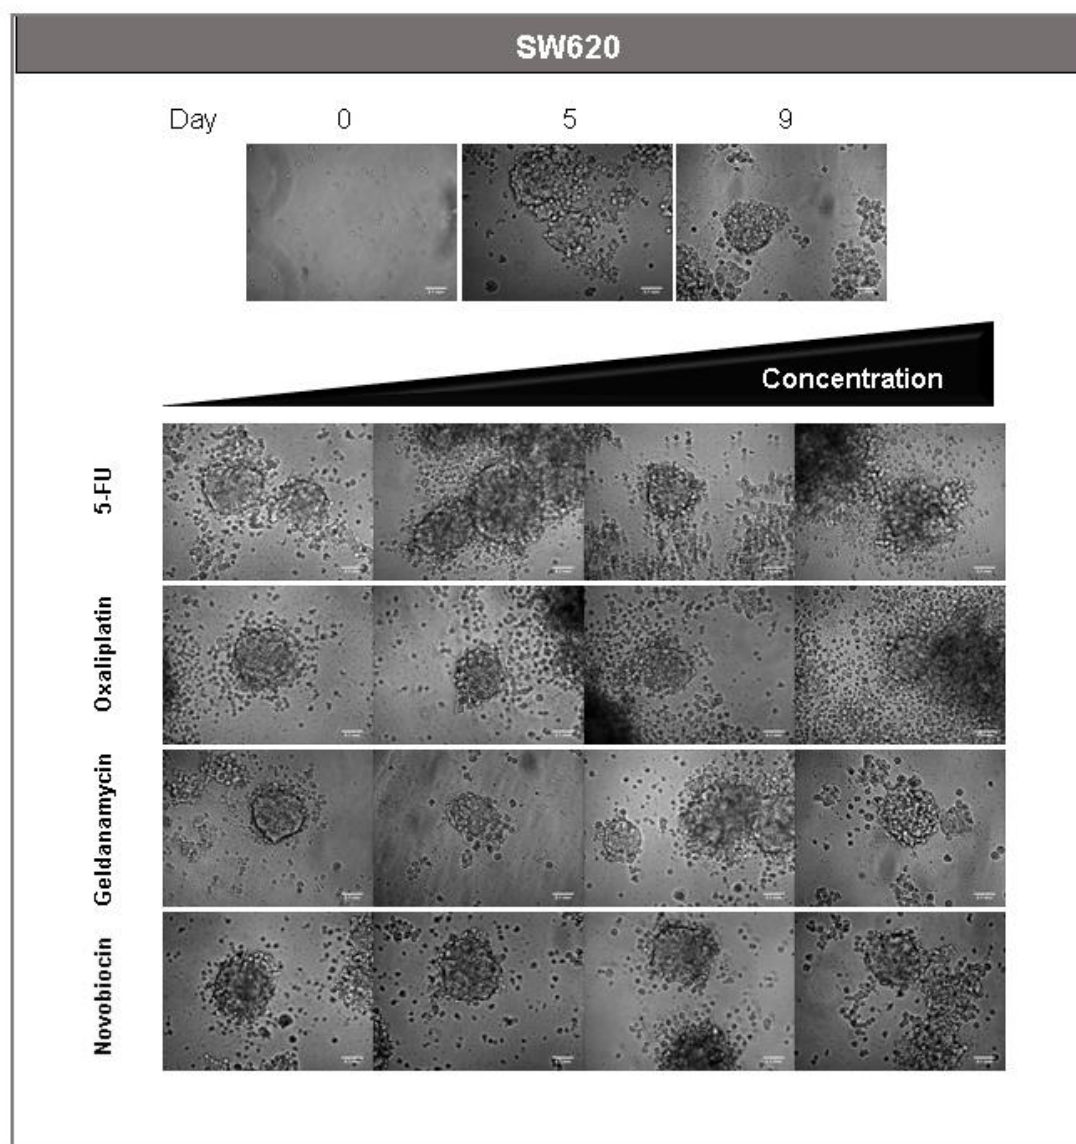 SW620
Day 0 5 9
Concentration
5-FU
Oxaliplatin
Geldanamycin
Novobiocin